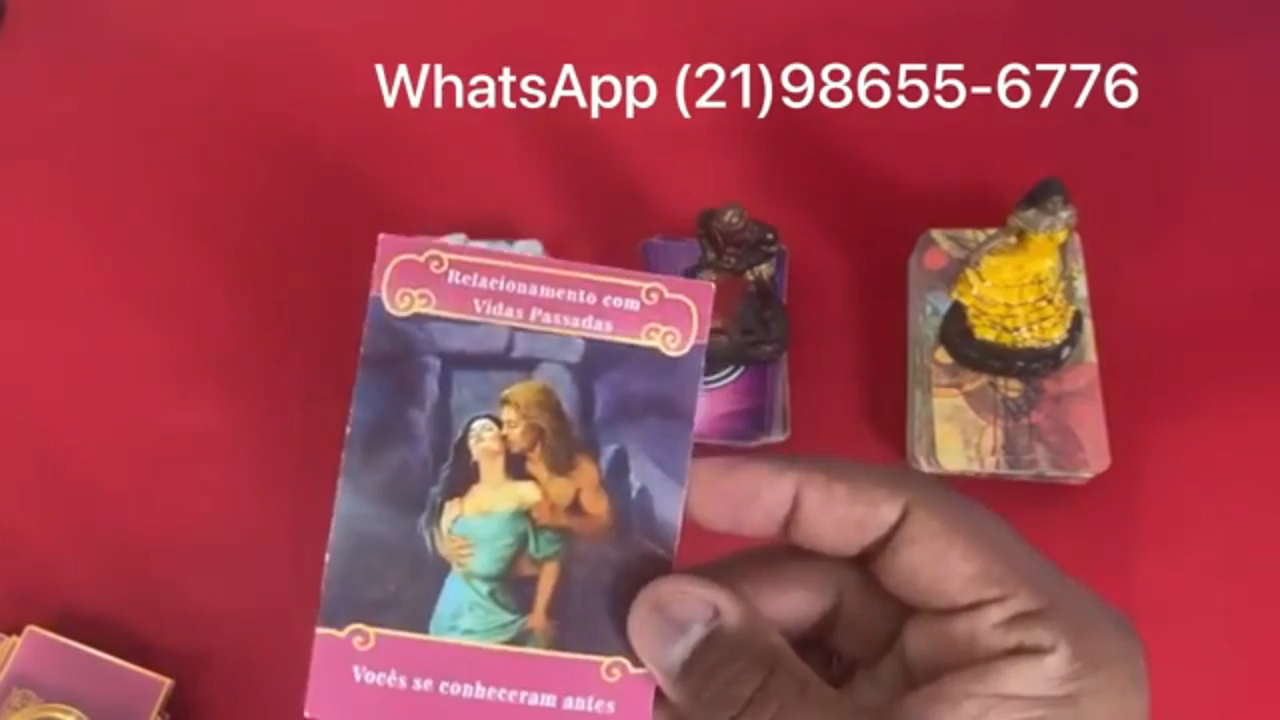 WhatsApp (21)98655-6776
Relacionamento com
Vidas Passadas
Vocês se conheceram antes